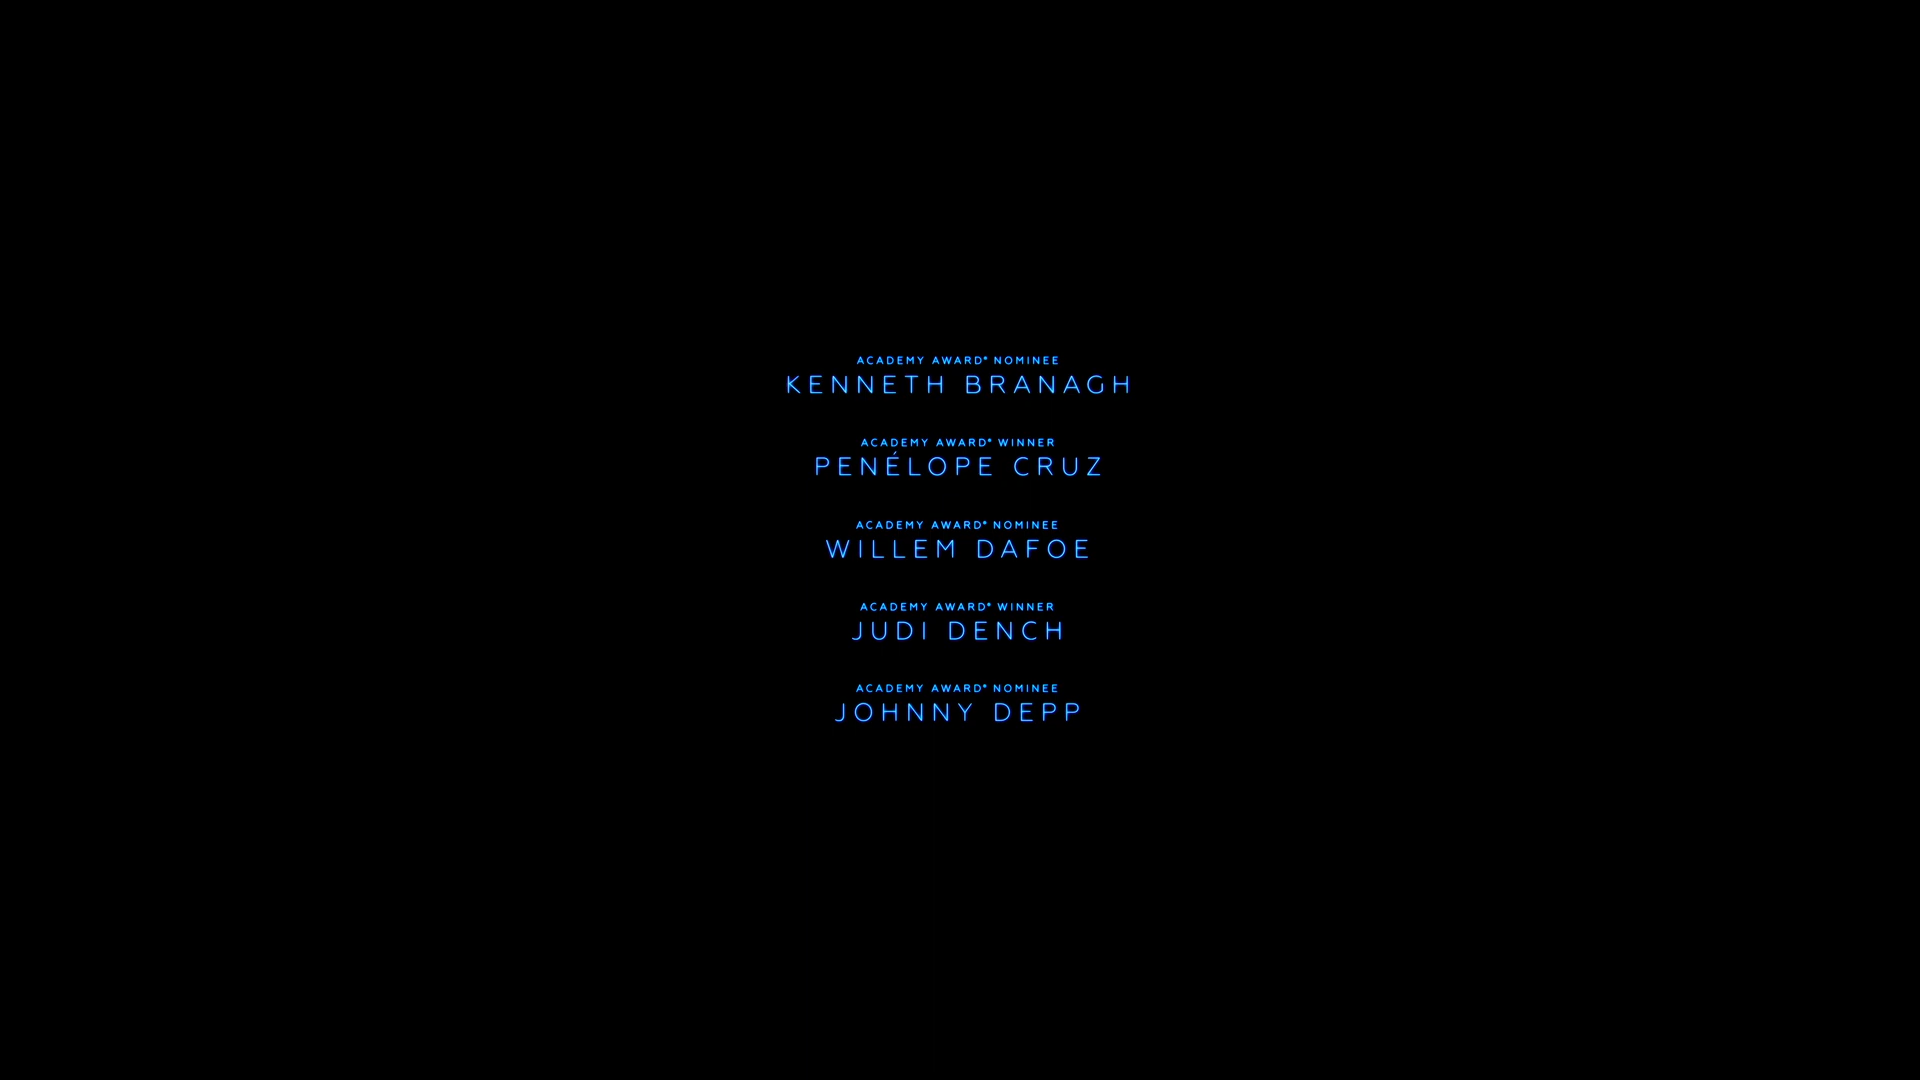 ACADEMY AWARD® NOMINEE
KENNETH BRANAGH
ACADEMY AWARD® WINNER
PENÉLOPE CRUZ
ACADEMY AWARD® NOMINEE
WILLEM DAFOE
ACADEMY AWARD® WINNER
JUDI DENCH
ACADEMY AWARD® NOMINEE
JOHNNY DEPP